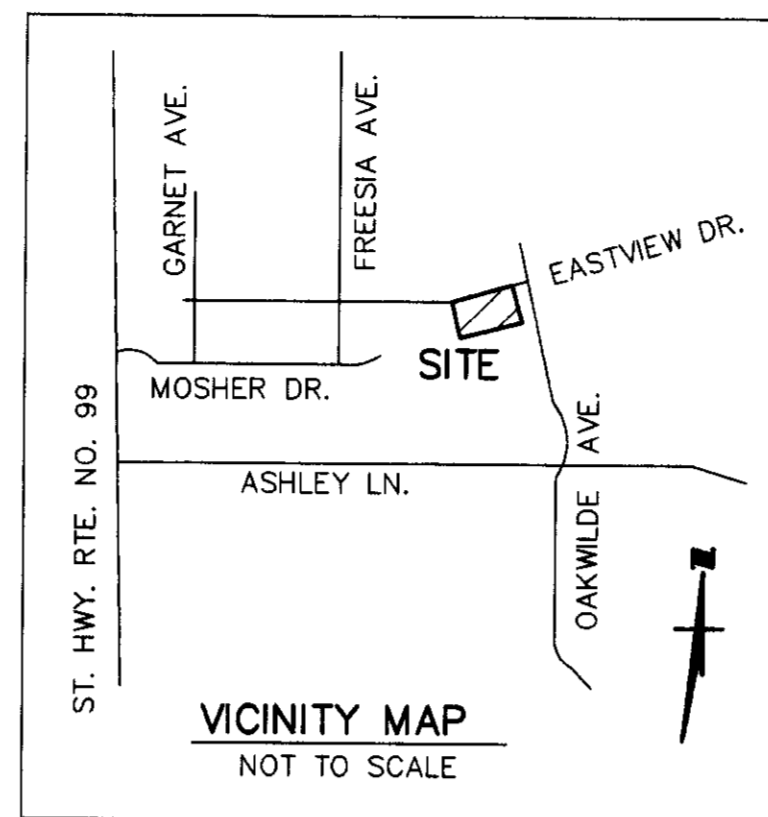 GARNET AVE.
FREESIA AVE.
EASTVIEW DR.
SITE
MOSHER DR.
ST. HWY. RTE. NO. 99
ASHLEY LN.
OAKWILDE AVE.
N
VICINITY MAP
NOT TO SCALE